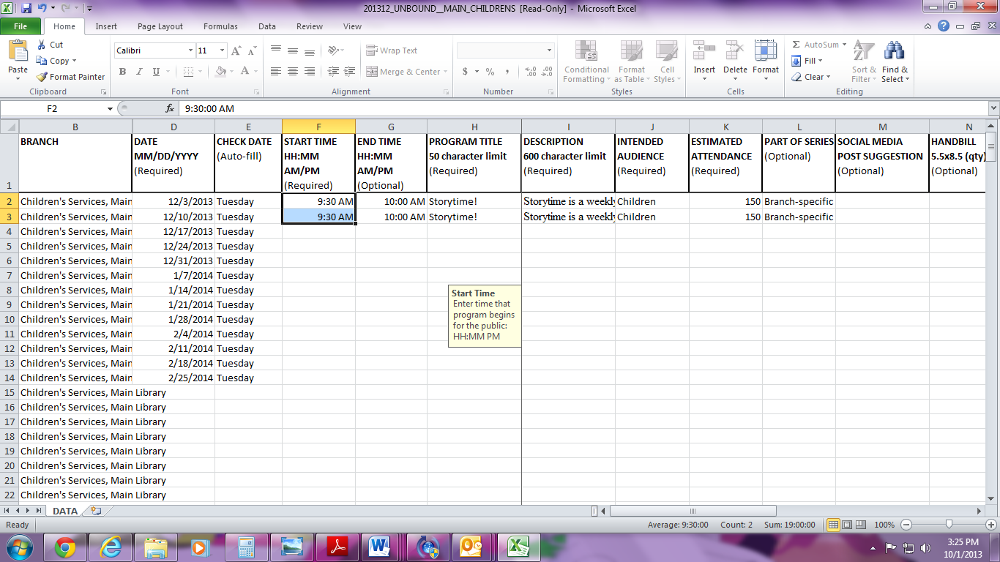 201312_UNBOUND__MAIN_CHILDRENS [Read-Only] - Microsoft Excel
File Home Insert Page Layout Formulas Data Review View
Paste
Cut
Copy
Format Painter
Clipboard
Calibri 11
B I U
Font
Wrap Text
Merge & Center
Alignment
$ % ,
Number
Conditional Formatting
Format as Table
Cell Styles
Styles
Insert Delete Format
Cells
Σ AutoSum
Fill
Clear
Sort & Filter
Find & Select
Editing
F2 fx 9:30:00 AM
B D E F G H I J K L M N
1 BRANCH DATE MM/DD/YYYY (Required) CHECK DATE (Auto-fill) START TIME HH:MM AM/PM (Required) END TIME HH:MM AM/PM (Optional) PROGRAM TITLE 50 character limit (Required) DESCRIPTION 600 character limit (Required) INTENDED AUDIENCE (Required) ESTIMATED ATTENDANCE (Required) PART OF SERIES (Optional) SOCIAL MEDIA POST SUGGESTION (Optional) HANDBILL 5.5x8.5 (qty) (Optional)
2 Children's Services, Main 12/3/2013 Tuesday 9:30 AM 10:00 AM Storytime! Storytime is a weekly Children 150 Branch-specific
3 Children's Services, Main 12/10/2013 Tuesday 9:30 AM 10:00 AM Storytime! Storytime is a weekly Children 150 Branch-specific
4 Children's Services, Main 12/17/2013 Tuesday
5 Children's Services, Main 12/24/2013 Tuesday
6 Children's Services, Main 12/31/2013 Tuesday
7 Children's Services, Main 1/7/2014 Tuesday
8 Children's Services, Main 1/14/2014 Tuesday
9 Children's Services, Main 1/21/2014 Tuesday
10 Children's Services, Main 1/28/2014 Tuesday
11 Children's Services, Main 2/4/2014 Tuesday
12 Children's Services, Main 2/11/2014 Tuesday
13 Children's Services, Main 2/18/2014 Tuesday
14 Children's Services, Main 2/25/2014 Tuesday
15 Children's Services, Main Library
16 Children's Services, Main Library
17 Children's Services, Main Library
18 Children's Services, Main Library
19 Children's Services, Main Library
20 Children's Services, Main Library
21 Children's Services, Main Library
22 Children's Services, Main Library
Start Time
Enter time that
program begins
for the public:
HH:MM PM
DATA
Ready Average: 9:30:00 Count: 2 Sum: 19:00:00 100%
3:25 PM
10/1/2013